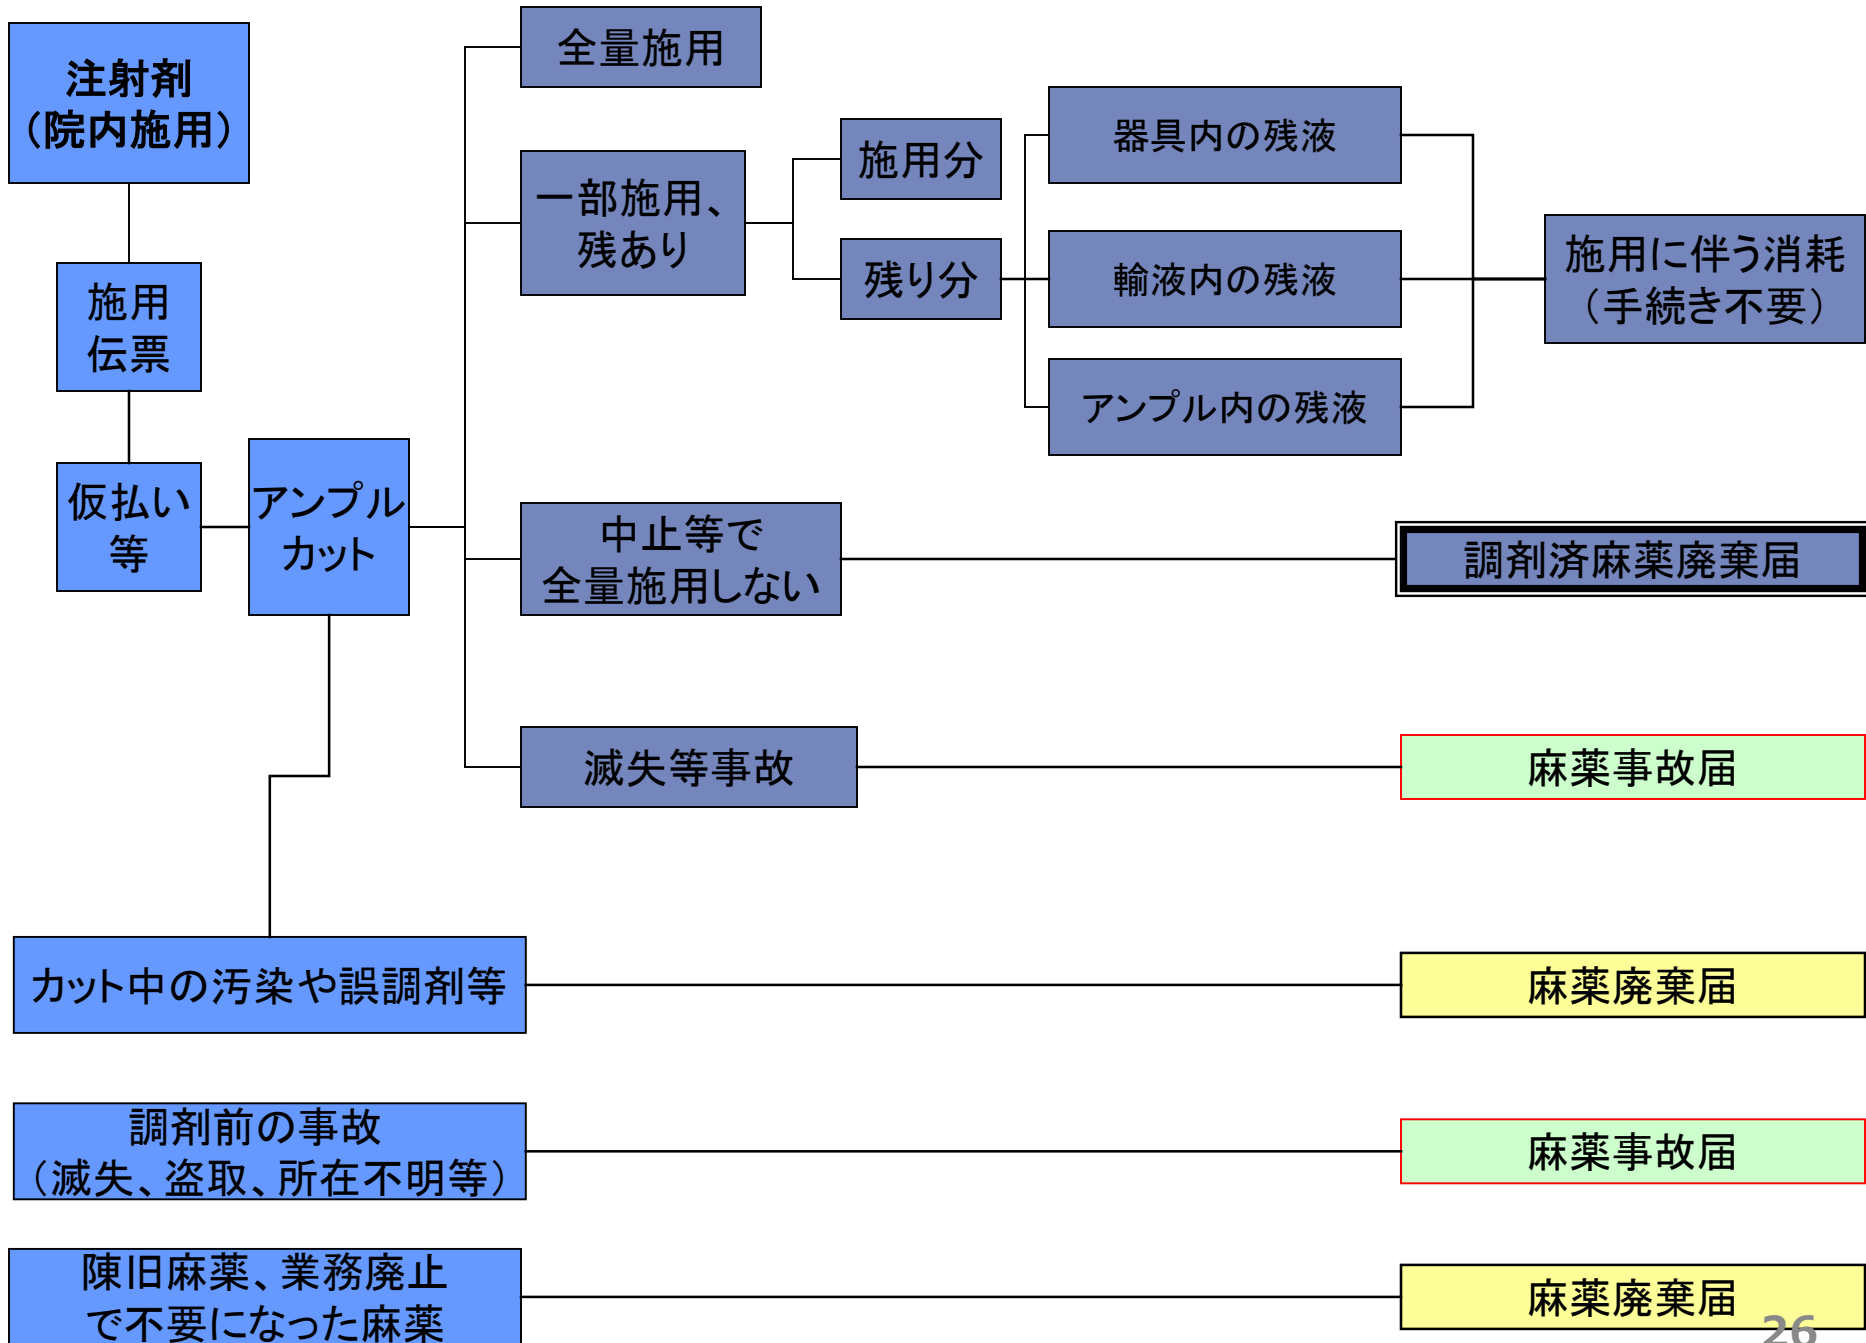 注射剤
（院内施用）
施用
伝票
仮払い
等
アンプル
カット
全量施用
一部施用、
残あり
施用分
残り分
器具内の残液
輸液内の残液
アンプル内の残液
施用に伴う消耗
（手続き不要）
中止等で
全量施用しない
調剤済麻薬廃棄届
滅失等事故
麻薬事故届
カット中の汚染や誤調剤等
麻薬廃棄届
調剤前の事故
（滅失、盗取、所在不明等）
麻薬事故届
陳旧麻薬、業務廃止
で不要になった麻薬
麻薬廃棄届
26